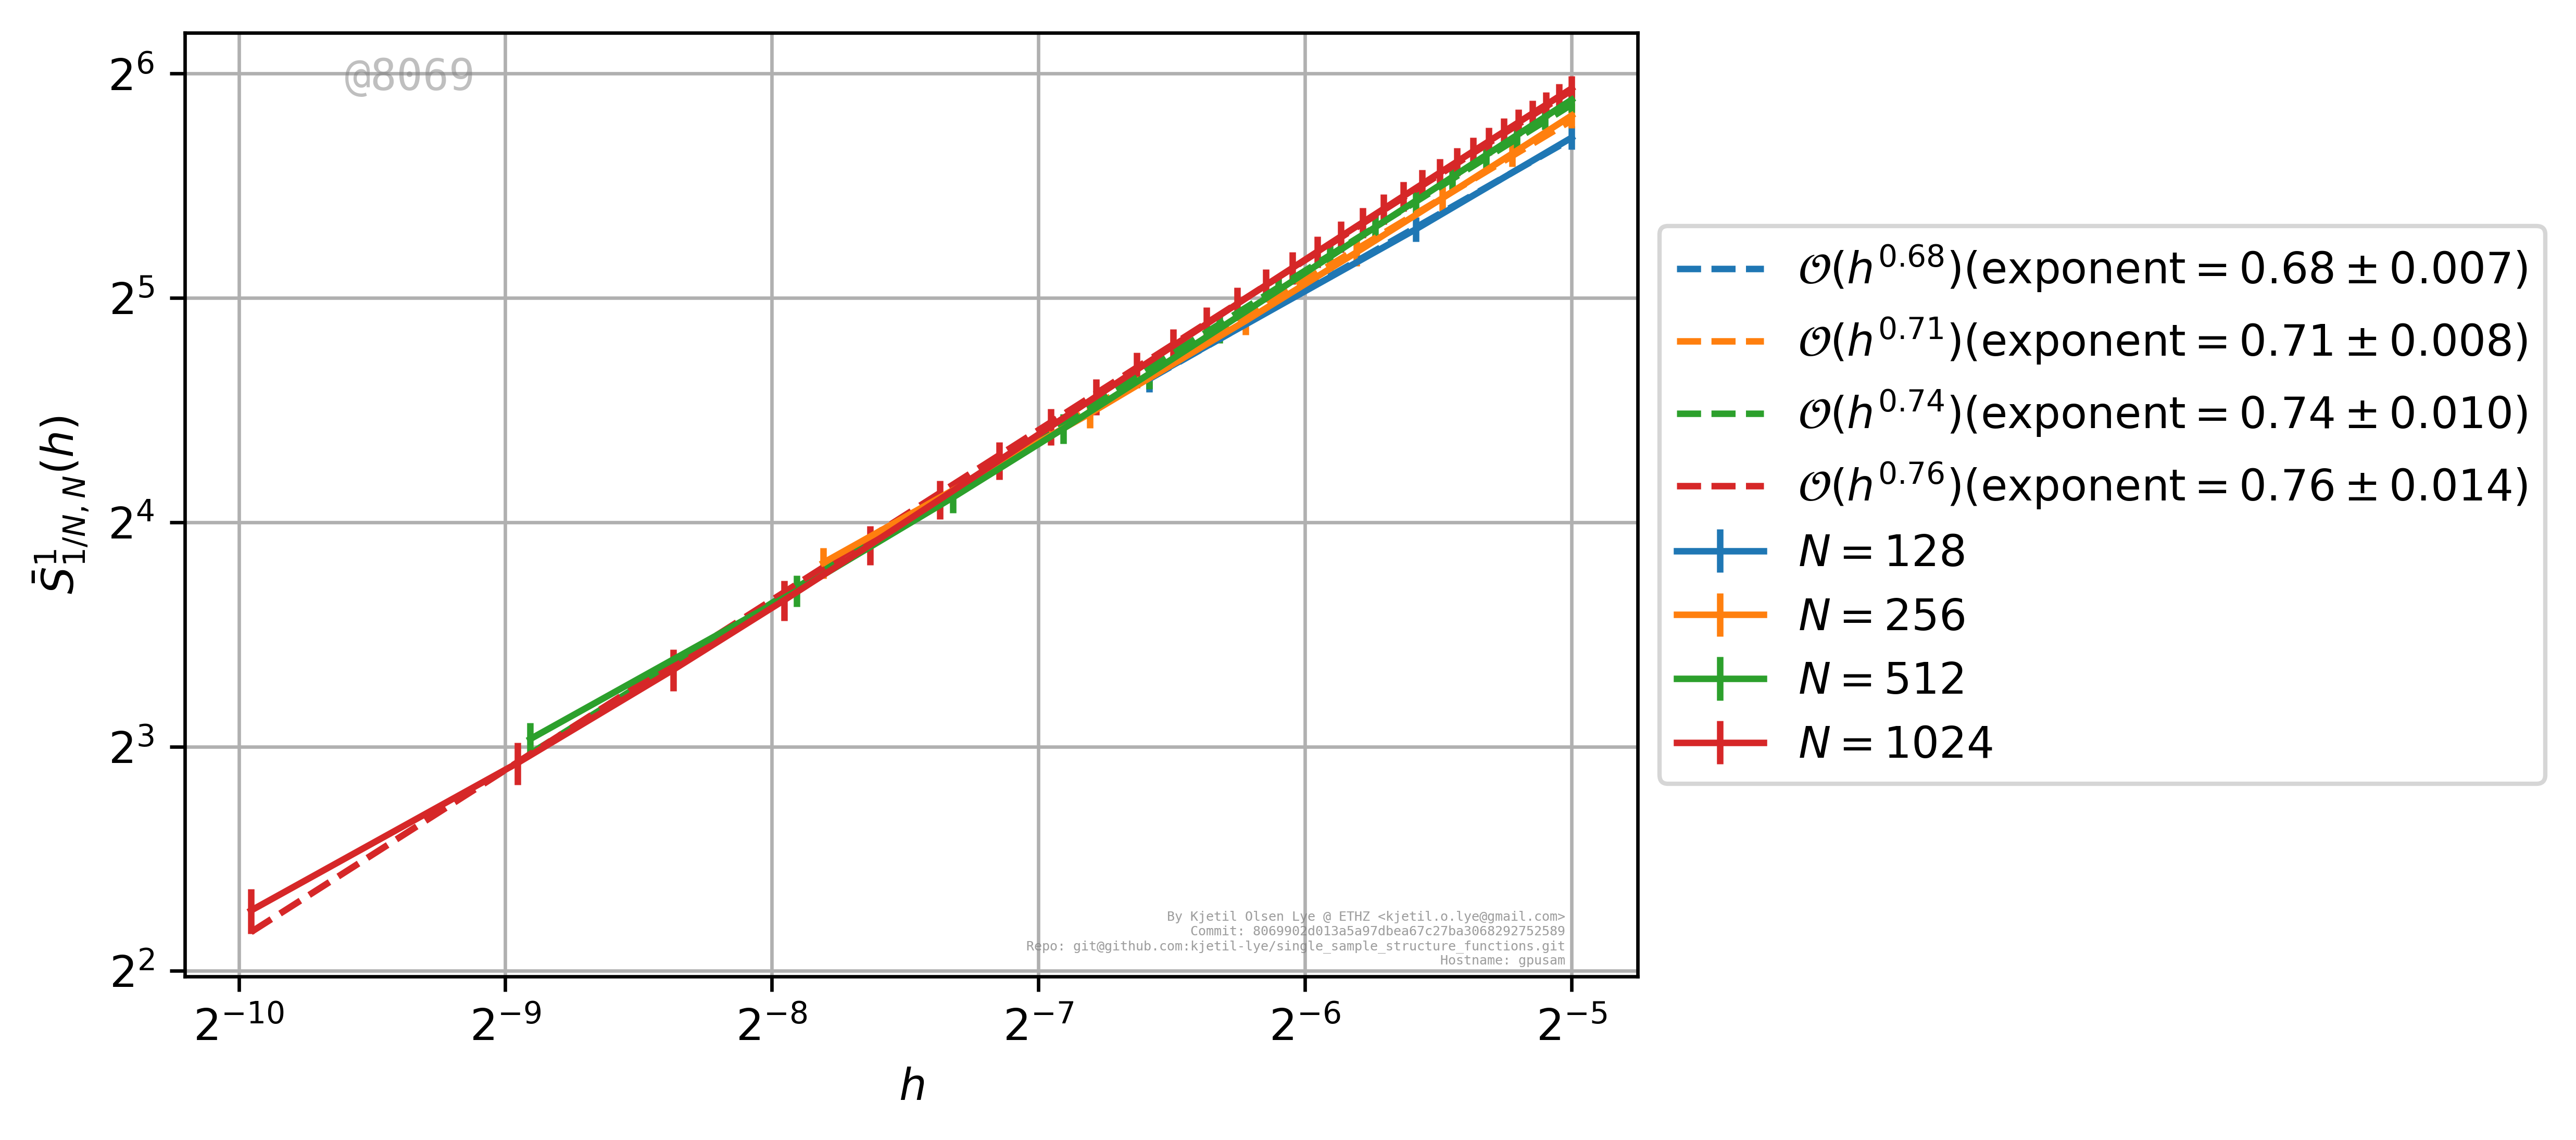 @8069
2^6
2^5
2^4
2^3
2^2
S̄^1_{1/N, N}(h)
2^{-10} 2^{-9} 2^{-8} 2^{-7} 2^{-6} 2^{-5}
h
By Kjetil Olsen Lye @ ETHZ <kjetil.o.lye@gmail.com>
Commit: 8069902d013a5a97dbea67c27ba3068292752589
Repo: git@github.com:kjetil-lye/single_sample_structure_functions.git
Hostname: gpusam
𝒪(h^{0.68})(exponent = 0.68 ± 0.007)
𝒪(h^{0.71})(exponent = 0.71 ± 0.008)
𝒪(h^{0.74})(exponent = 0.74 ± 0.010)
𝒪(h^{0.76})(exponent = 0.76 ± 0.014)
N = 128
N = 256
N = 512
N = 1024